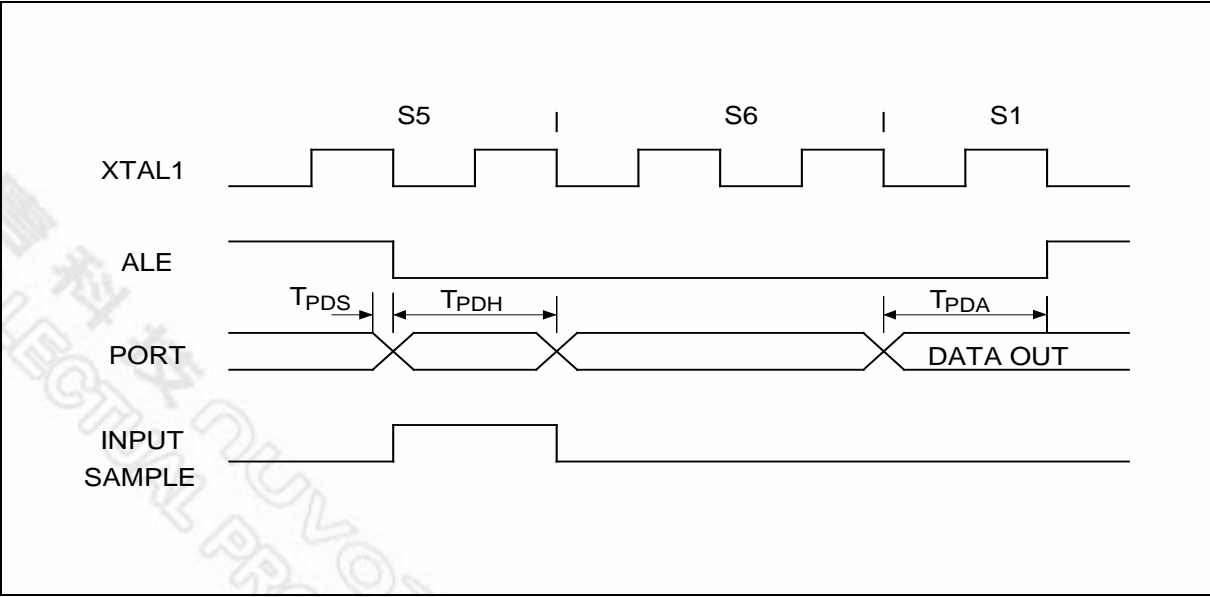 S5 | S6 | S1
XTAL1
ALE
TPDS TPDH TPDA
PORT DATA OUT
INPUT
SAMPLE